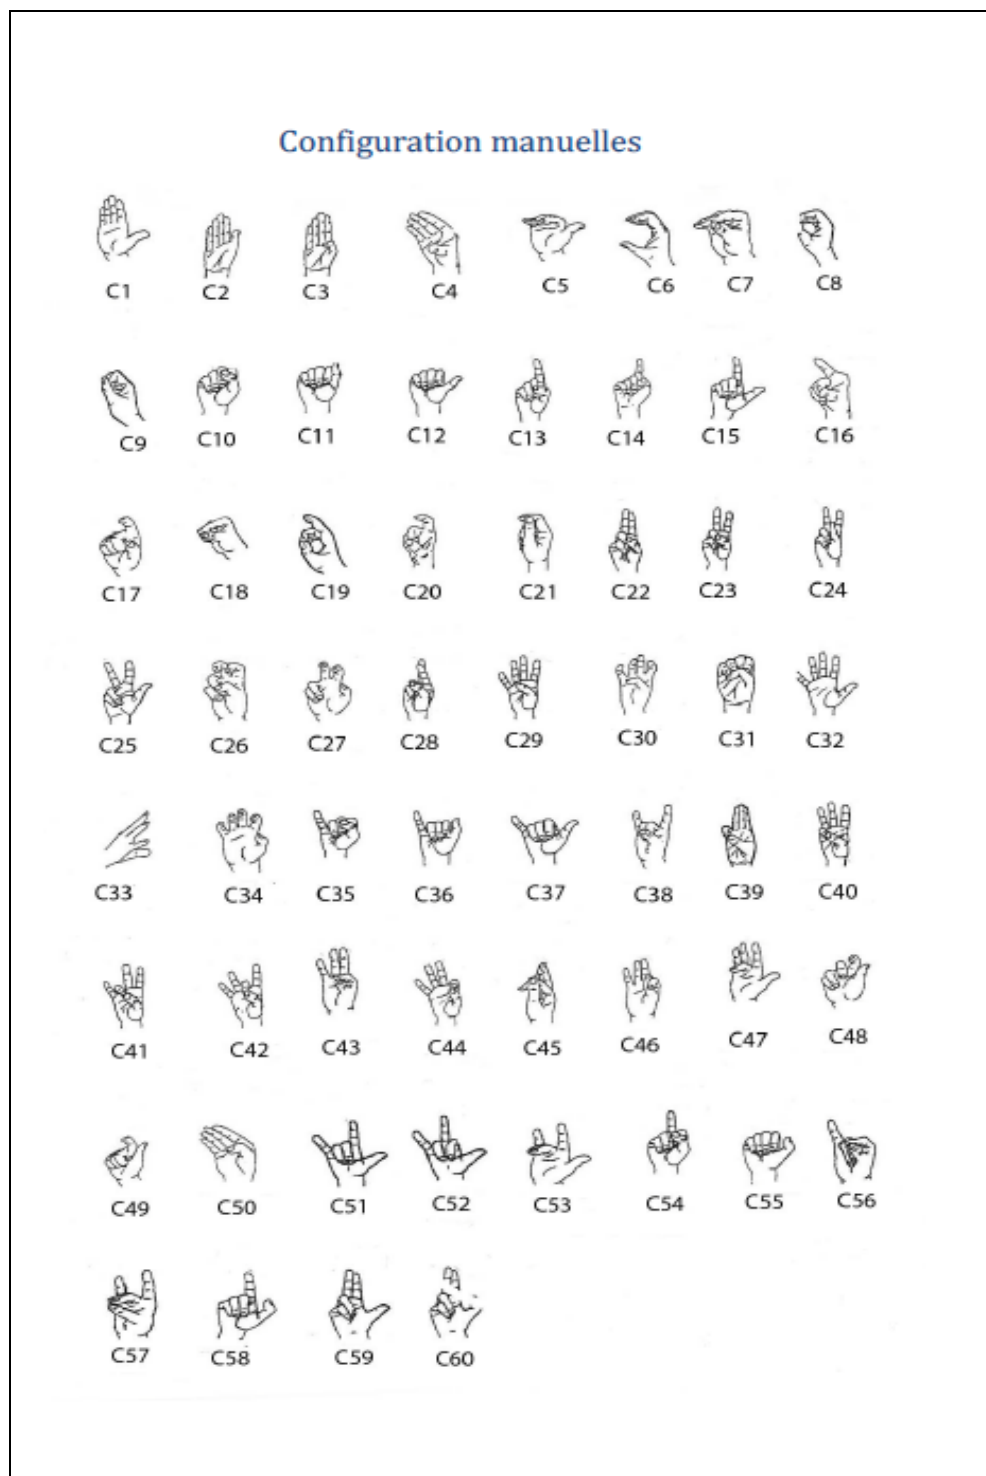 Configuration manuelles
C1 C2 C3 C4 C5 C6 C7 C8
C9 C10 C11 C12 C13 C14 C15 C16
C17 C18 C19 C20 C21 C22 C23 C24
C25 C26 C27 C28 C29 C30 C31 C32
C33 C34 C35 C36 C37 C38 C39 C40
C41 C42 C43 C44 C45 C46 C47 C48
C49 C50 C51 C52 C53 C54 C55 C56
C57 C58 C59 C60